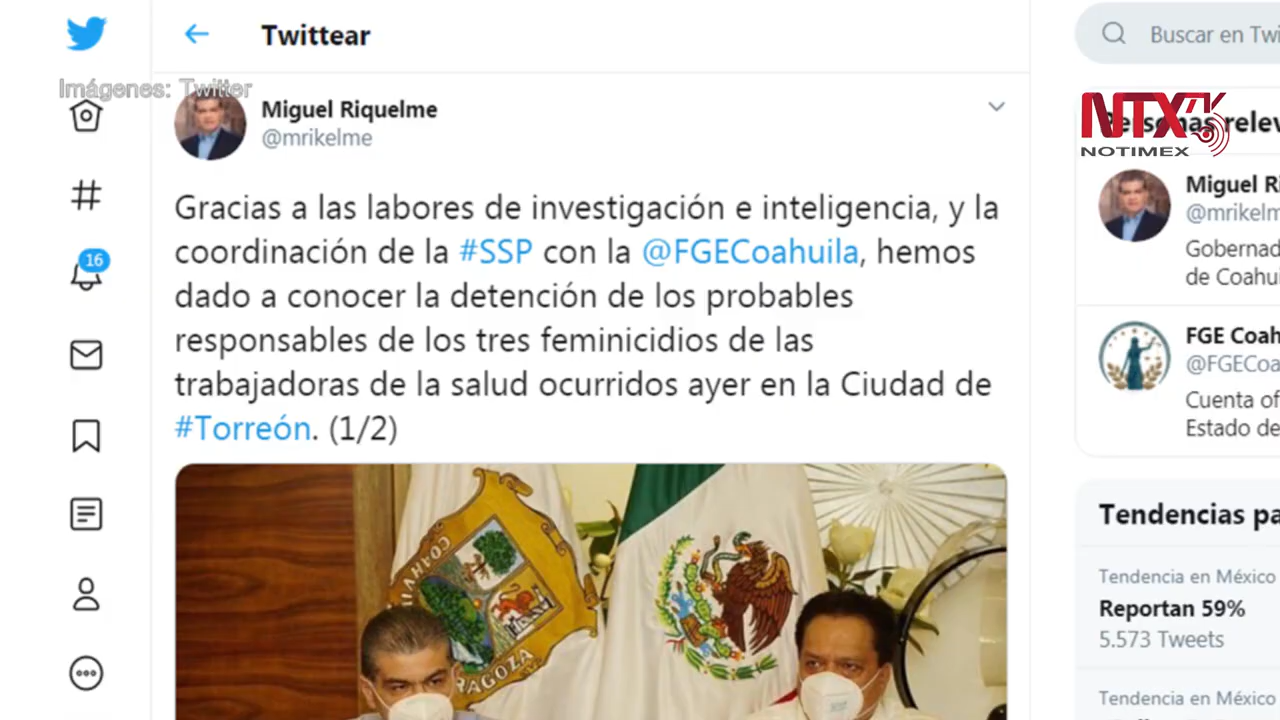 Twittear
Buscar en Twi
Imágenes: Twitter
Miguel Riquelme
@mrikelme
NTX
NOTIMEX
Personas relev
Gracias a las labores de investigación e inteligencia, y la
coordinación de la #SSP con la @FGECoahuila, hemos
dado a conocer la detención de los probables
responsables de los tres feminicidios de las
trabajadoras de la salud ocurridos ayer en la Ciudad de
#Torreón. (1/2)
16
Miguel Ri
@mrikelm
Gobernad
de Coahui
FGE Coah
@FGECoa
Cuenta of
Estado de
Tendencias pa
Tendencia en México
Reportan 59%
5.573 Tweets
Tendencia en México